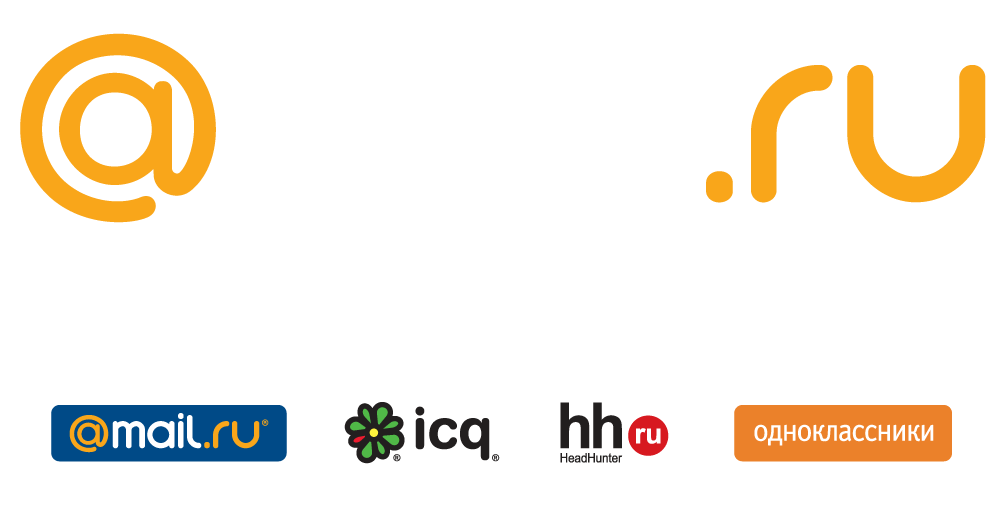 @ .ru
@mail.ru®
icq®
hh ru
HeadHunter
одноклассники